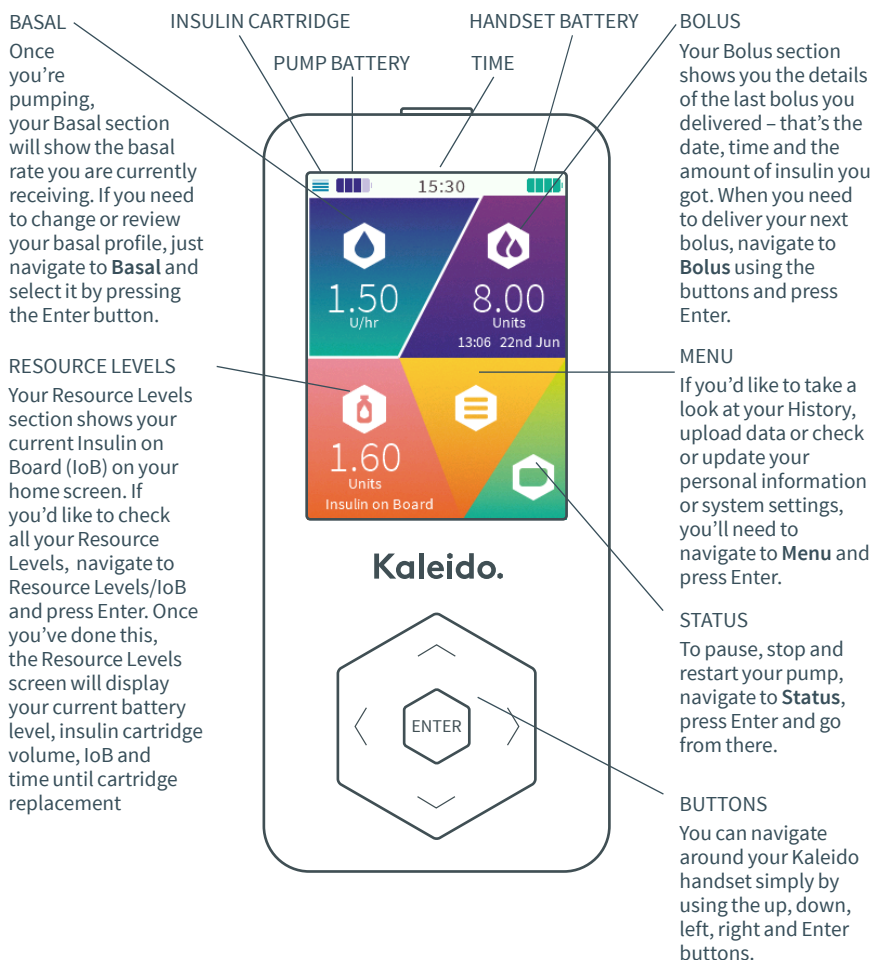 BASAL
Once
you’re
pumping,
your Basal section
will show the basal
rate you are currently
receiving. If you need
to change or review
your basal profile, just
navigate to Basal and
select it by pressing
the Enter button.
RESOURCE LEVELS
Your Resource Levels
section shows your
current Insulin on
Board (IoB) on your
home screen. If
you’d like to check
all your Resource
Levels, navigate to
Resource Levels/IoB
and press Enter. Once
you’ve done this,
the Resource Levels
screen will display
your current battery
level, insulin cartridge
volume, IoB and
time until cartridge
replacement
INSULIN CARTRIDGE
PUMP BATTERY
HANDSET BATTERY
TIME
15:30
1.50
U/hr
8.00
Units
13:06 22nd Jun
1.60
Units
Insulin on Board
Kaleido.
ENTER
BOLUS
Your Bolus section
shows you the details
of the last bolus you
delivered – that’s the
date, time and the
amount of insulin you
got. When you need
to deliver your next
bolus, navigate to
Bolus using the
buttons and press
Enter.
MENU
If you’d like to take a
look at your History,
upload data or check
or update your
personal information
or system settings,
you’ll need to
navigate to Menu and
press Enter.
STATUS
To pause, stop and
restart your pump,
navigate to Status,
press Enter and go
from there.
BUTTONS
You can navigate
around your Kaleido
handset simply by
using the up, down,
left, right and Enter
buttons.